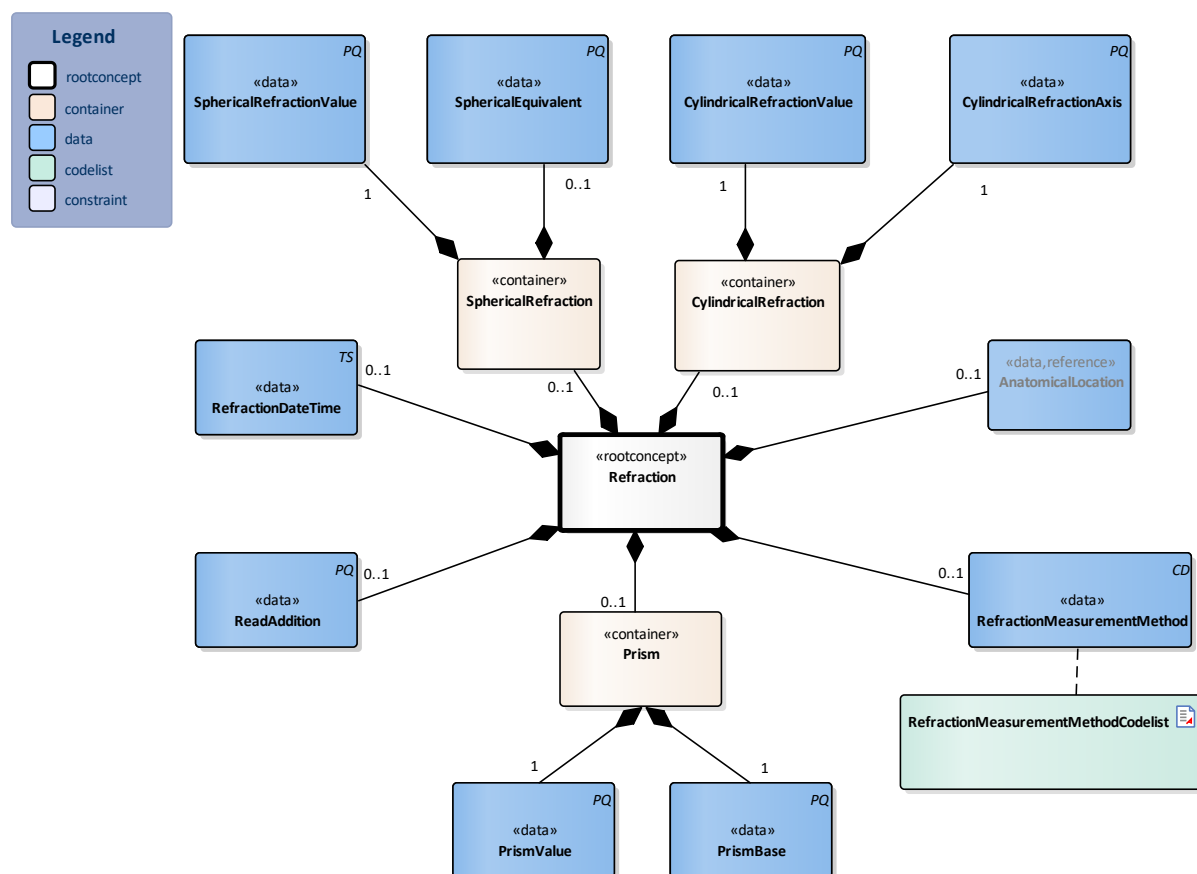 Legend
rootconcept
container
data
codelist
constraint
PQ
«data»
SphericalRefractionValue
PQ
«data»
SphericalEquivalent
PQ
«data»
CylindricalRefractionValue
PQ
«data»
CylindricalRefractionAxis
1
0..1
1
1
«container»
SphericalRefraction
«container»
CylindricalRefraction
TS
«data»
RefractionDateTime
0..1
0..1
0..1
0..1
«data,reference»
AnatomicalLocation
«rootconcept»
Refraction
PQ
«data»
ReadAddition
0..1
0..1
0..1
CD
«data»
RefractionMeasurementMethod
«container»
Prism
RefractionMeasurementMethodCodelist
1
1
PQ
«data»
PrismValue
PQ
«data»
PrismBase